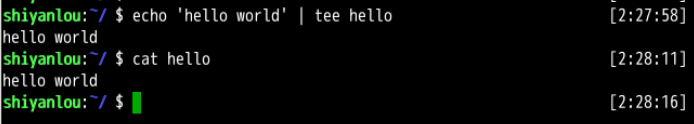 shiyanlou:~/ $ echo 'hello world' | tee hello [2:27:58]
hello world
shiyanlou:~/ $ cat hello [2:28:11]
hello world
shiyanlou:~/ $ [2:28:16]